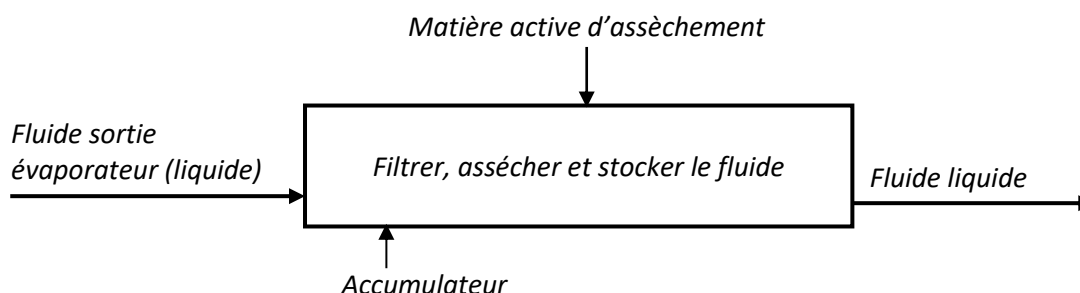 Matière active d’assèchement
Fluide sortie
évaporateur (liquide)
Filtrer, assécher et stocker le fluide
Fluide liquide
Accumulateur